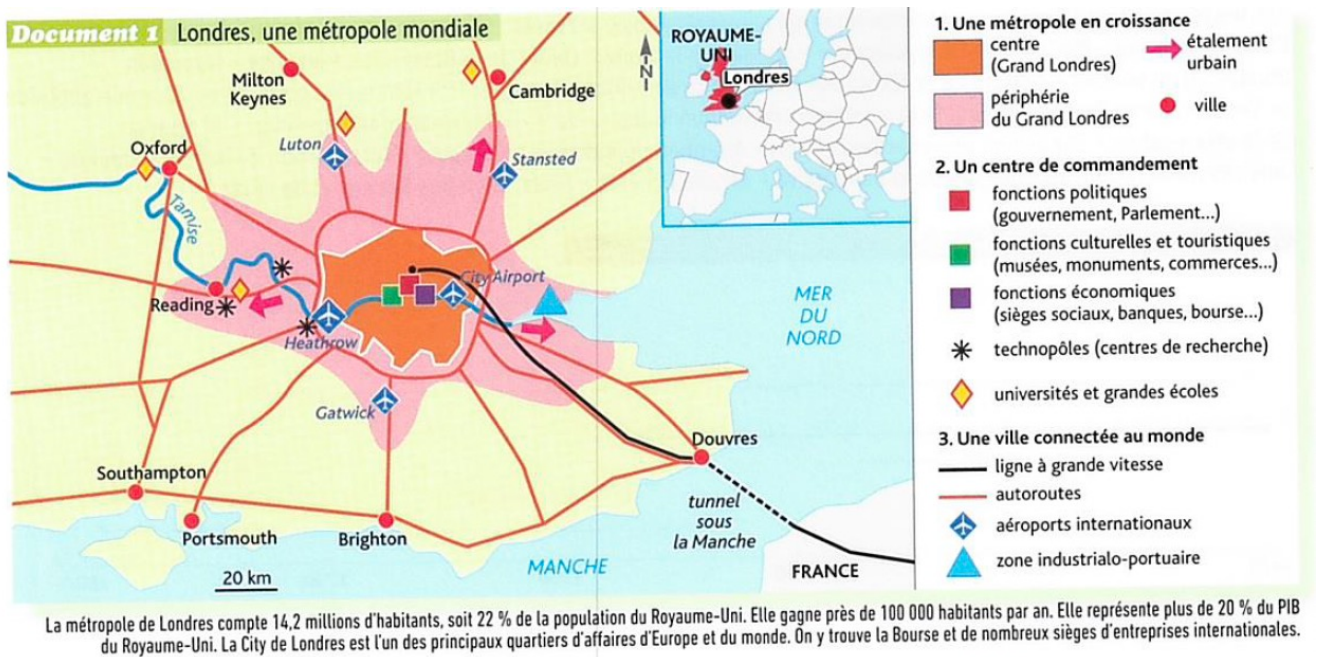 Document 1 Londres, une métropole mondiale
Milton
Keynes
Cambridge
Luton
Oxford
Stansted
Tamise
City Airport
Reading
Heathrow
Gatwick
Southampton
Portsmouth
Brighton
Douvres
tunnel
sous
la Manche
MANCHE
FRANCE
MER
DU
NORD
20 km
N
ROYAUME-
UNI
Londres
1. Une métropole en croissance
centre
(Grand Londres)
étalement
urbain
périphérie
du Grand Londres
ville
2. Un centre de commandement
fonctions politiques
(gouvernement, Parlement...)
fonctions culturelles et touristiques
(musées, monuments, commerces...)
fonctions économiques
(sièges sociaux, banques, bourse...)
technopôles (centres de recherche)
universités et grandes écoles
3. Une ville connectée au monde
ligne à grande vitesse
autoroutes
aéroports internationaux
zone industrialo-portuaire
La métropole de Londres compte 14,2 millions d'habitants, soit 22 % de la population du Royaume-Uni. Elle gagne près de 100 000 habitants par an. Elle représente plus de 20 % du PIB
du Royaume-Uni. La City de Londres est l'un des principaux quartiers d'affaires d'Europe et du monde. On y trouve la Bourse et de nombreux sièges d'entreprises internationales.